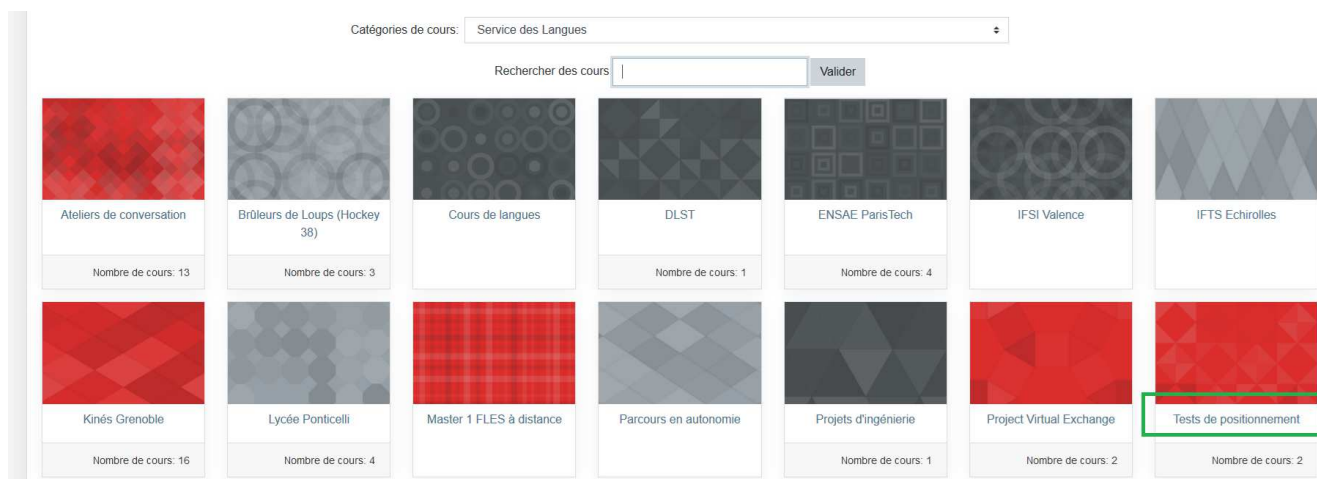 Catégories de cours: Service des Langues
Rechercher des cours Valider
Ateliers de conversation
Brûleurs de Loups (Hockey
38)
Cours de langues
DLST
ENSAE ParisTech
IFSI Valence
IFTS Echirolles
Nombre de cours: 13
Nombre de cours: 3
Nombre de cours: 1
Nombre de cours: 4
Kinés Grenoble
Lycée Ponticelli
Master 1 FLES à distance
Parcours en autonomie
Projets d'ingénierie
Project Virtual Exchange
Tests de positionnement
Nombre de cours: 16
Nombre de cours: 4
Nombre de cours: 1
Nombre de cours: 2
Nombre de cours: 2